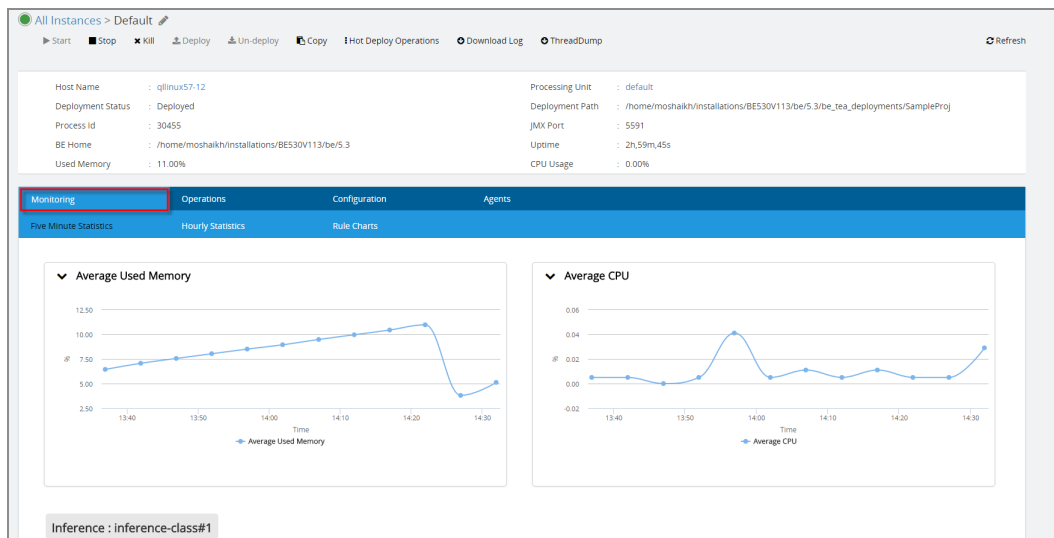 All Instances > Default
Start Stop Kill Deploy Un-deploy Copy Hot Deploy Operations Download Log ThreadDump Refresh
Host Name : qllinux57-12 Processing Unit : default
Deployment Status : Deployed Deployment Path : /home/moshaikh/installations/BE530V113/be/5.3/be_tea_deployments/SampleProj
Process Id : 30455 JMX Port : 5591
BE Home : /home/moshaikh/installations/BE530V113/be/5.3 Uptime : 2h,59m,45s
Used Memory : 11.00% CPU Usage : 0.00%
Monitoring Operations Configuration Agents
Five Minute Statistics Hourly Statistics Rule Charts
Average Used Memory
12.50
10.00
7.50
5.00
2.50
%
13:40 13:50 14:00 14:10 14:20 14:30
Time
Average Used Memory
Average CPU
0.06
0.04
0.02
0.00
-0.02
%
13:40 13:50 14:00 14:10 14:20 14:30
Time
Average CPU
Inference : inference-class#1